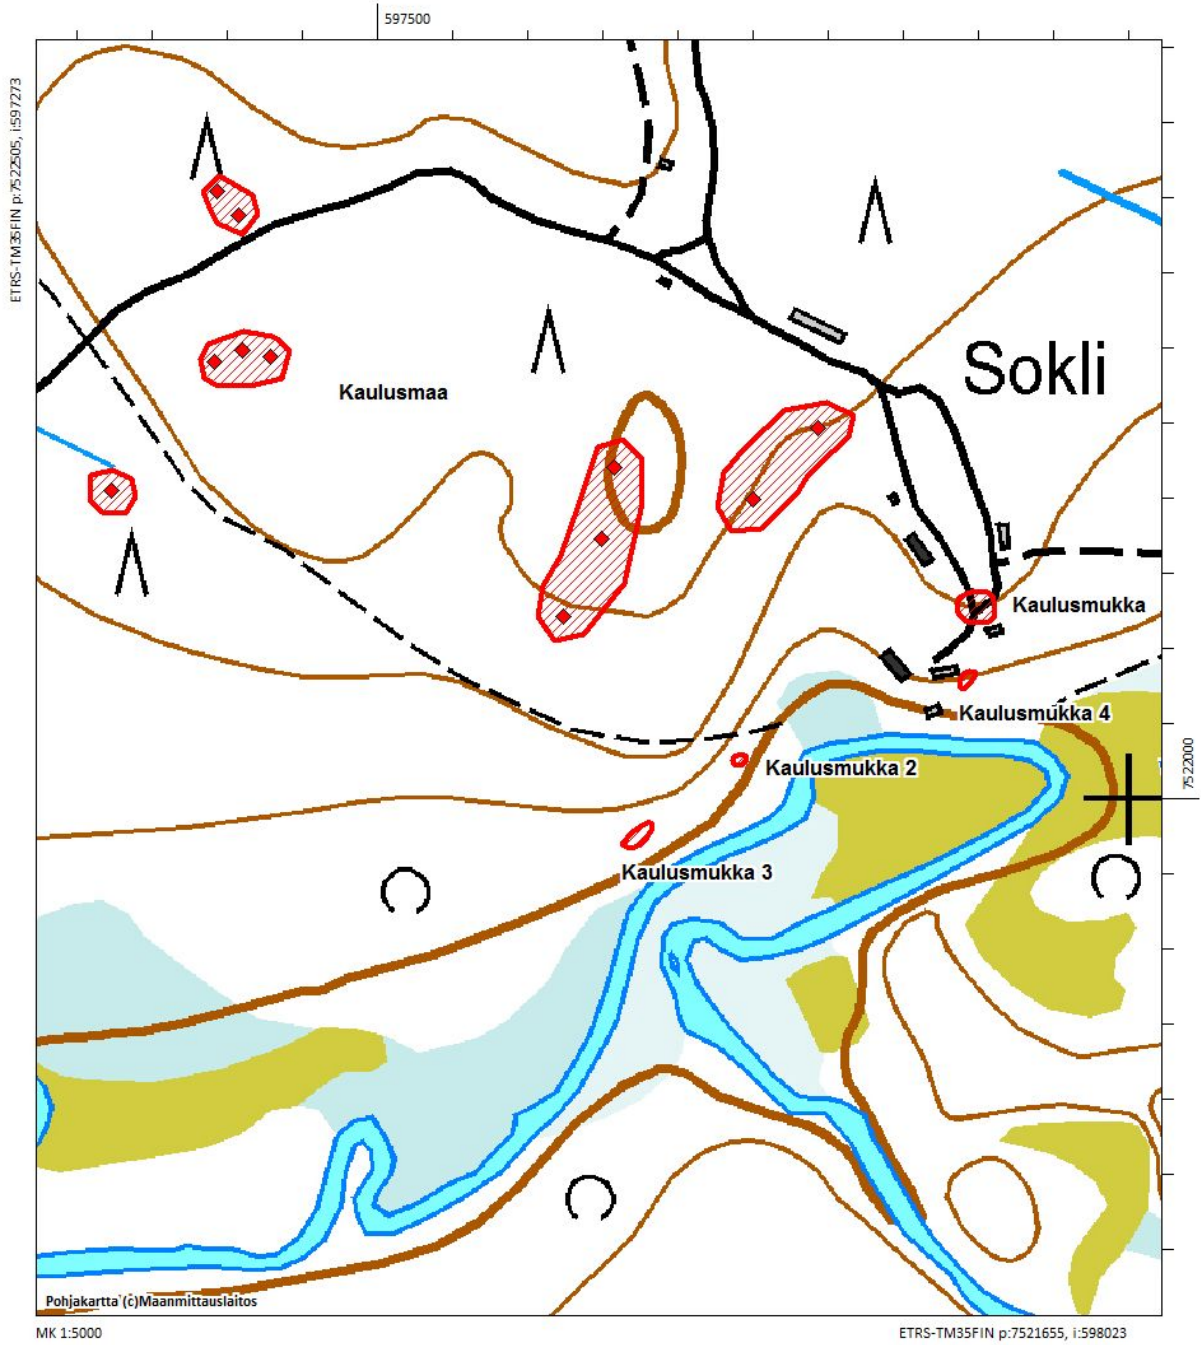 597500
ETRS-TM35FIN p:7522505, i:597273
Sokli
Kaulusmaa
Kaulusmukka
Kaulusmukka 4
7522000
Kaulusmukka 2
Kaulusmukka 3
Pohjakartta (c)Maanmittauslaitos
MK 1:5000
ETRS-TM35FIN p:7521655, i:598023